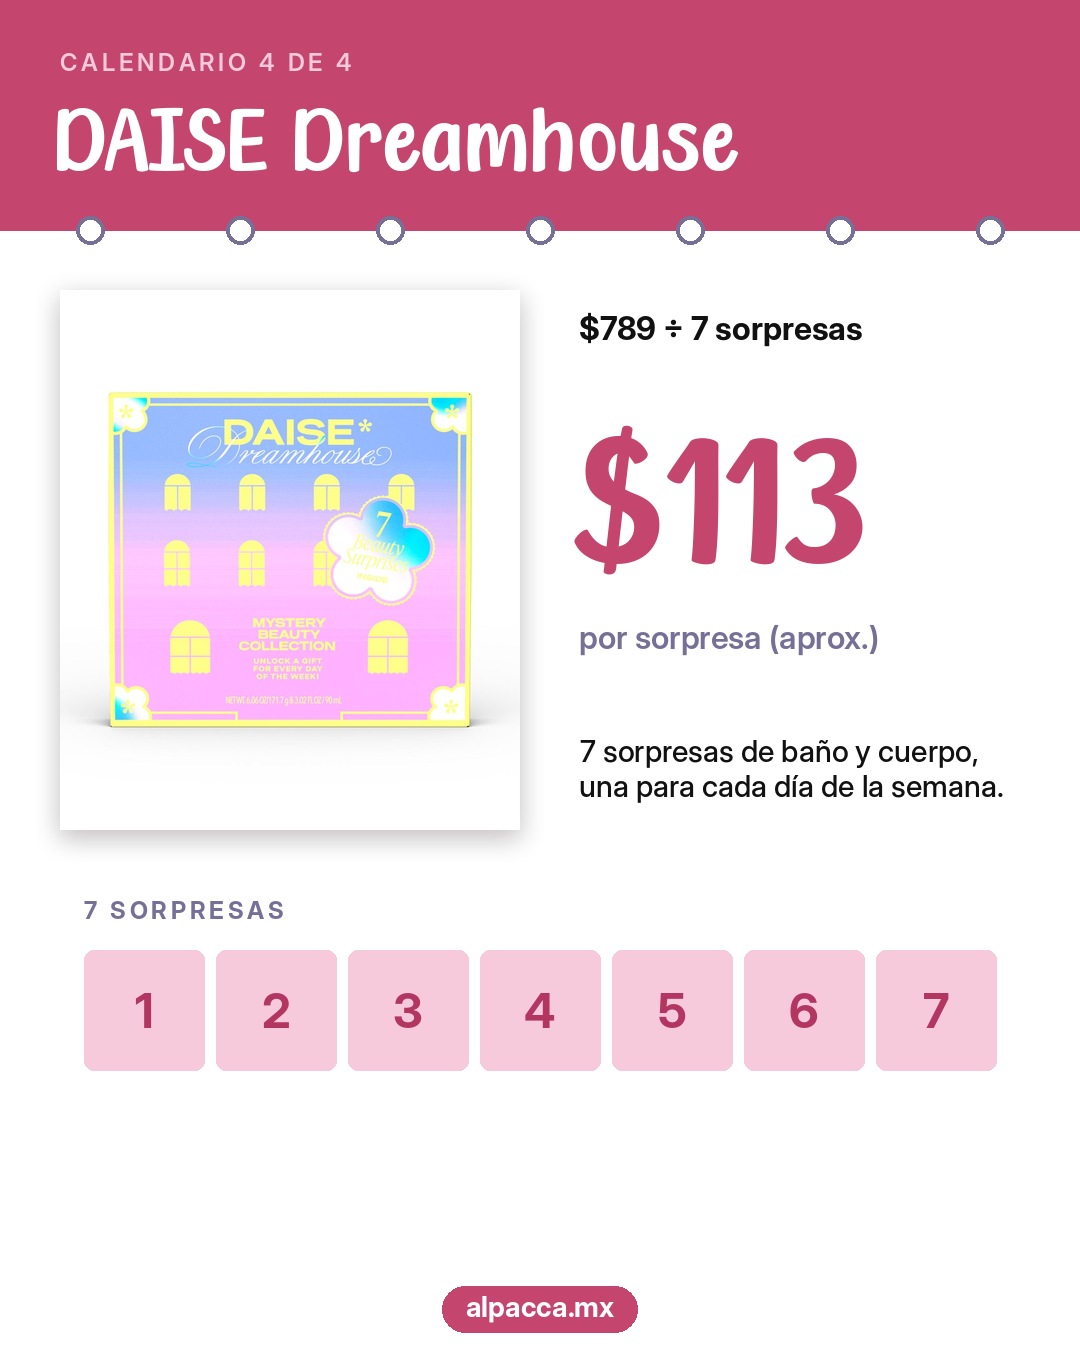 CALENDARIO 4 DE 4
DAISE Dreamhouse
DAISE*
Dreamhouse
7
Beauty
Surprises
MYSTERY
BEAUTY
COLLECTION
UNLOCK A GIFT
FOR EVERY DAY
OF THE WEEK!
$789 ÷ 7 sorpresas
$113
por sorpresa (aprox.)
7 sorpresas de baño y cuerpo,
una para cada día de la semana.
7 SORPRESAS
1 2 3 4 5 6 7
alpacca.mx